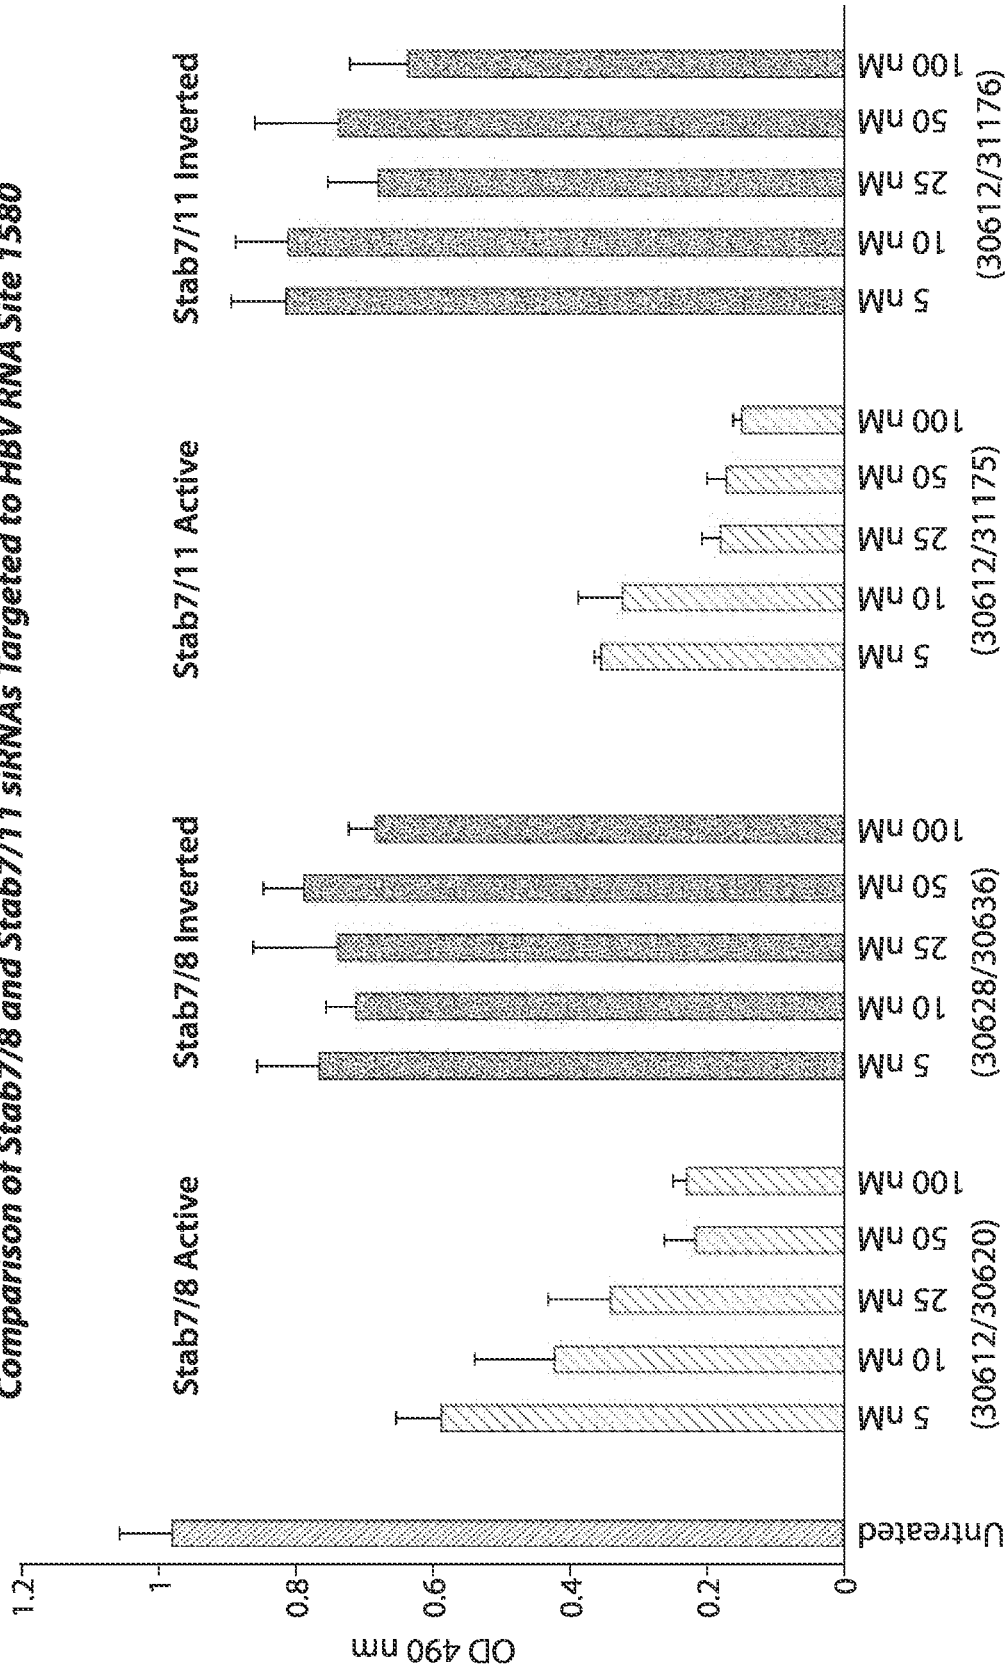 Comparison of Stab7/8 and Stab7/11 siRNAs Targeted to HBV RNA Site 1580
OD 490 nm
1.2
1
0.8
0.6
0.4
0.2
0
Stab7/8 Active
Stab7/8 Inverted
Stab7/11 Active
Stab7/11 Inverted
Untreated
5 nM
10 nM
25 nM
50 nM
100 nM
(30612/30620)
5 nM
10 nM
25 nM
50 nM
100 nM
(30628/30636)
5 nM
10 nM
25 nM
50 nM
100 nM
(30612/31175)
5 nM
10 nM
25 nM
50 nM
100 nM
(30612/31176)